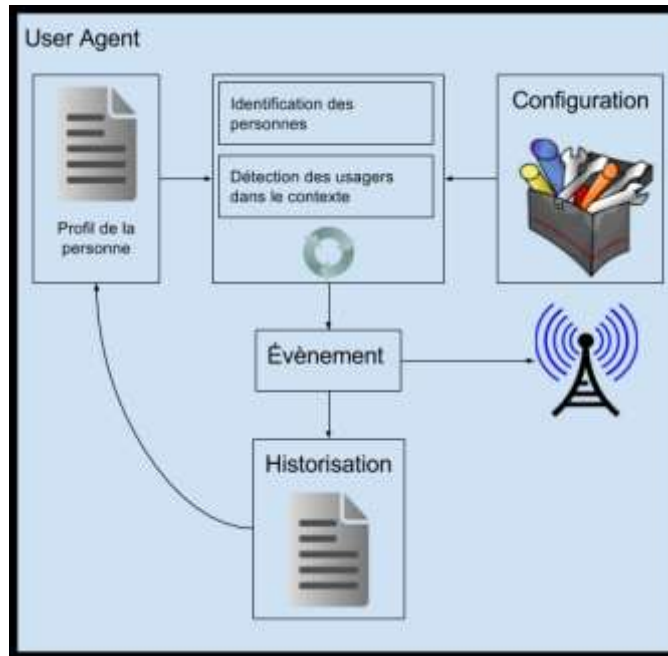 User Agent
Identification des
personnes
Configuration
Détection des usagers
dans le contexte
Profil de la
personne
Évènement
Historisation